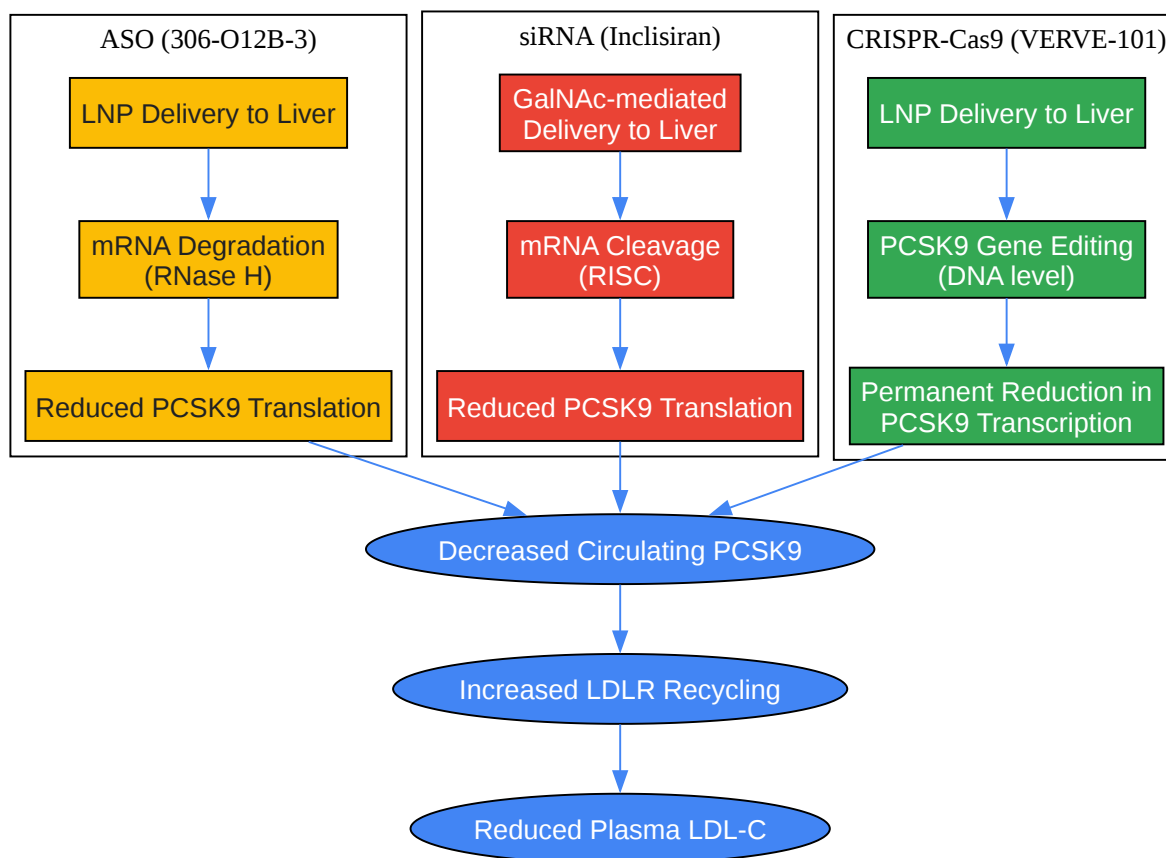 ASO (306-O12B-3)
LNP Delivery to Liver
mRNA Degradation
(RNase H)
Reduced PCSK9 Translation
siRNA (Inclisiran)
GalNAc-mediated
Delivery to Liver
mRNA Cleavage
(RISC)
Reduced PCSK9 Translation
CRISPR-Cas9 (VERVE-101)
LNP Delivery to Liver
PCSK9 Gene Editing
(DNA level)
Permanent Reduction in
PCSK9 Transcription
Decreased Circulating PCSK9
Increased LDLR Recycling
Reduced Plasma LDL-C